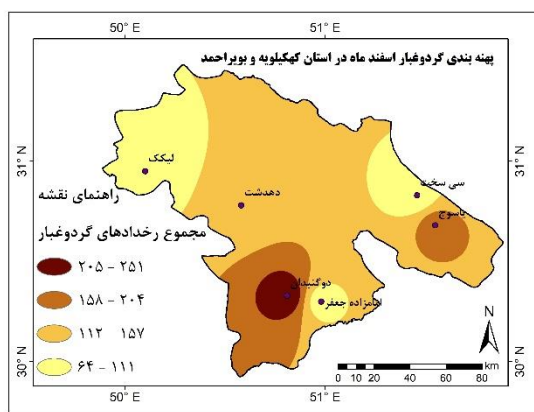 50° E 51° E
پهنه بندی گردوغبار اسفند ماه در استان کهکیلویه و بویراحمد
31° N 31° N
لیکک
سی سخت
دهدشت
یاسوج
راهنمای نقشه
مجموع رخدادهای گردوغبار
۲۰۵ - ۲۵۱
۱۵۸ - ۲۰۴
۱۱۲ ۱۵۷
۶۴ - ۱۱۱
دوگنبدان
امامزاده جعفر
N
km
0 10 20 40 60 80
30° N 30° N
50° E 51° E